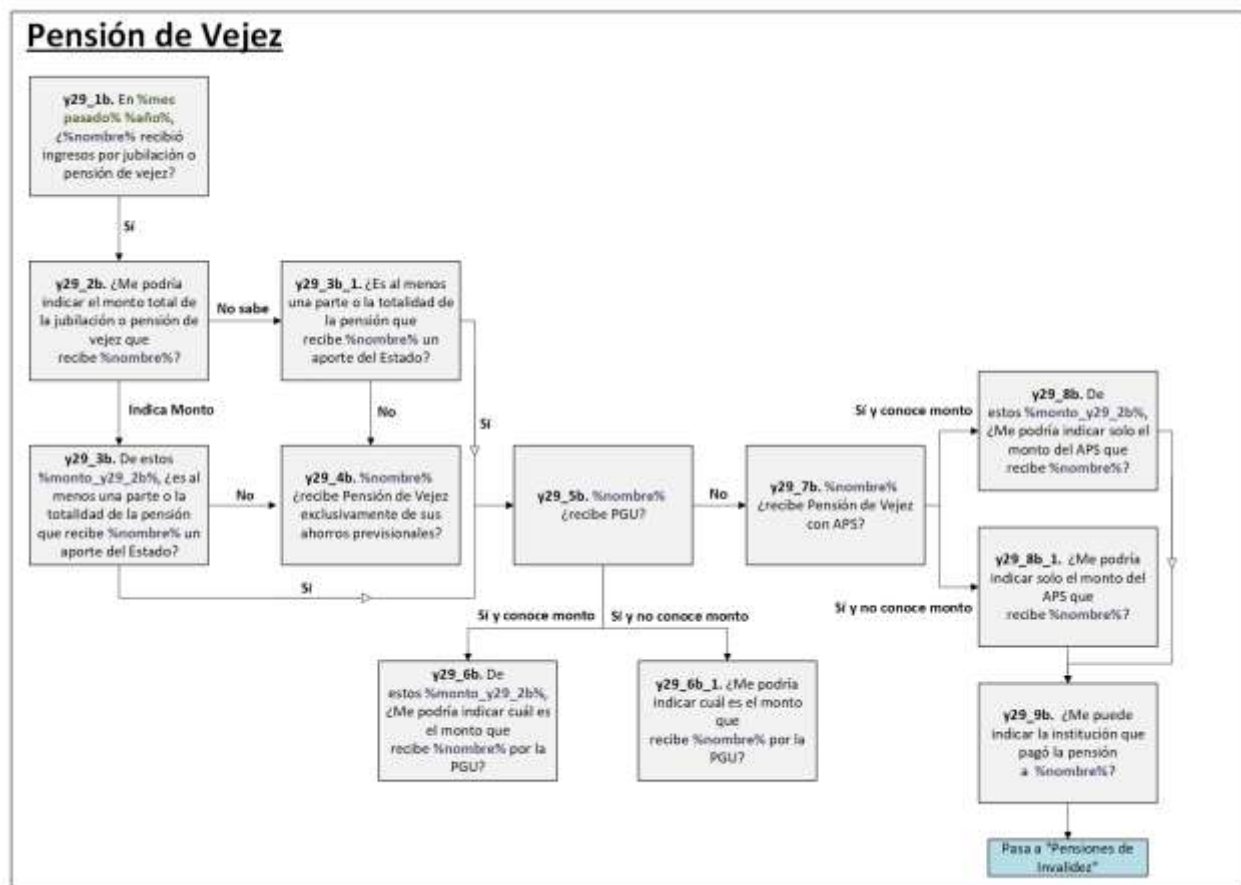 Pensión de Vejez
y29_1b. En %mes
pasado% %año%,
¿%nombre% recibió
ingresos por jubilación o
pensión de vejez?
Sí
y29_2b. ¿Me podría
indicar el monto total de
la jubilación o pensión de
vejez que
recibe %nombre%?
No sabe
y29_3b_1. ¿Es al menos
una parte o la totalidad de
la pensión que
recibe %nombre% un
aporte del Estado?
Indica Monto
No
Sí
y29_3b. De estos
%monto_y29_2b%, ¿es al
menos una parte o la
totalidad de la pensión
que recibe %nombre% un
aporte del Estado?
No
y29_4b. %nombre%
¿recibe Pensión de Vejez
exclusivamente de sus
ahorros previsionales?
Sí
y29_5b. %nombre%
¿recibe PGU?
No
y29_7b. %nombre%
¿recibe Pensión de Vejez
con APS?
Sí y conoce monto
y29_8b. De
estos %monto_y29_2b%,
¿Me podría indicar solo el
monto del APS que
recibe %nombre%?
Sí y no conoce monto
y29_8b_1. ¿Me podría
indicar solo el monto del
APS que
recibe %nombre%?
Sí y conoce monto
Sí y no conoce monto
y29_6b. De
estos %monto_y29_2b%,
¿Me podría indicar cuál es
el monto que
recibe %nombre% por la
PGU?
y29_6b_1. ¿Me podría
indicar cuál es el monto
que
recibe %nombre% por la
PGU?
y29_9b. ¿Me puede
indicar la institución que
pagó la pensión
a %nombre%?
Pasa a "Pensiones de
Invalidez"